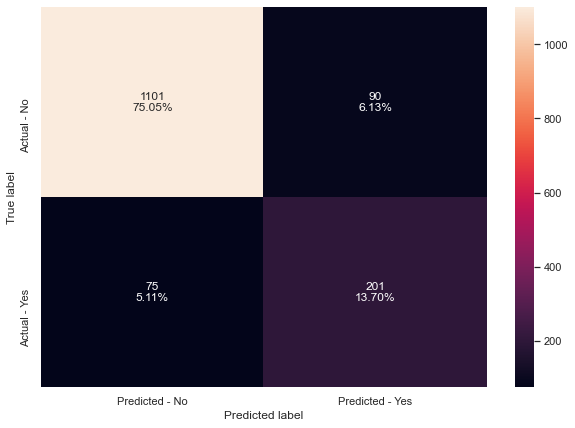 1101
75.05%
90
6.13%
75
5.11%
201
13.70%
Actual - No
Actual - Yes
True label
Predicted - No
Predicted - Yes
Predicted label
1000
800
600
400
200